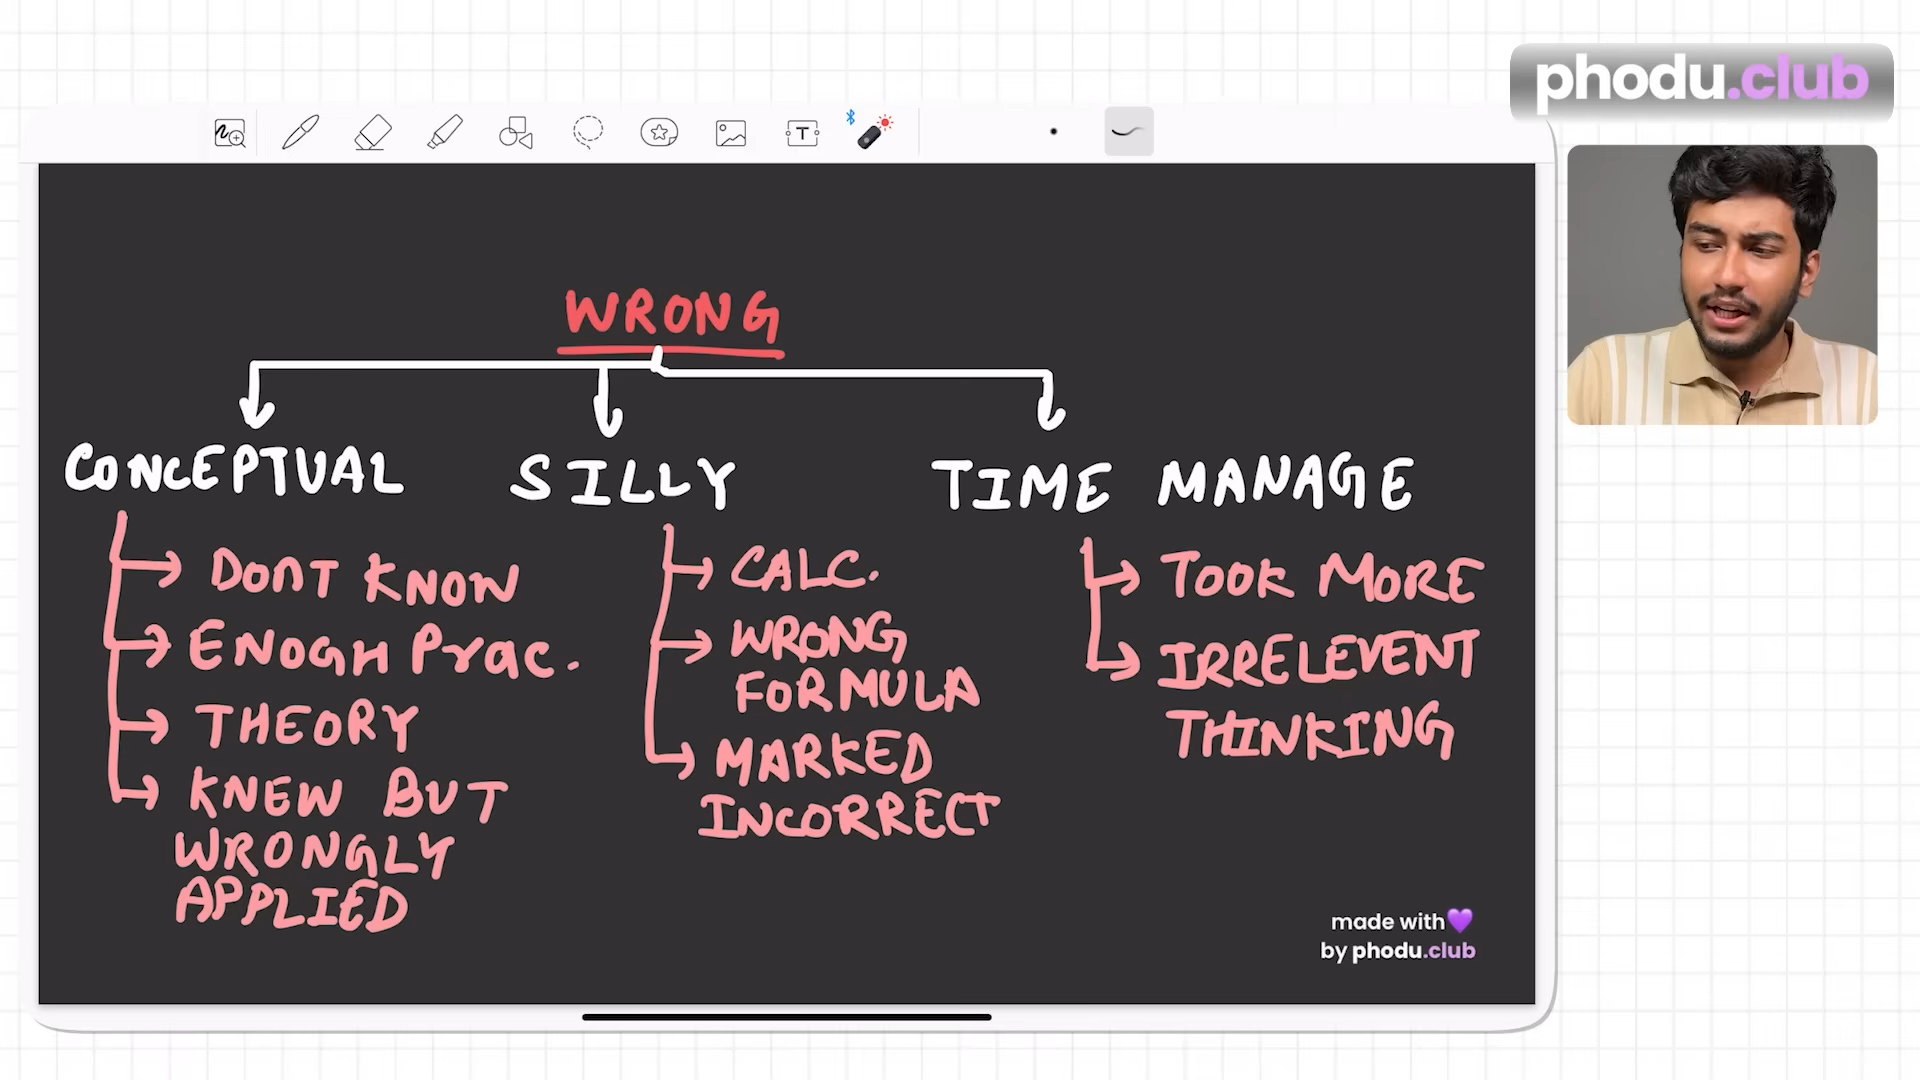 phodu.club
T
WRONG
CONCEPTUAL
SILLY
TIME MANAGE
DONT KNOW
ENOGH Prac.
THEORY
KNEW BUT
WRONGLY
APPLIED
CALC.
WRONG
FORMULA
MARKED
INCORRECT
TOOK MORE
IRRELEVENT
THINKING
made with💜
by phodu.club